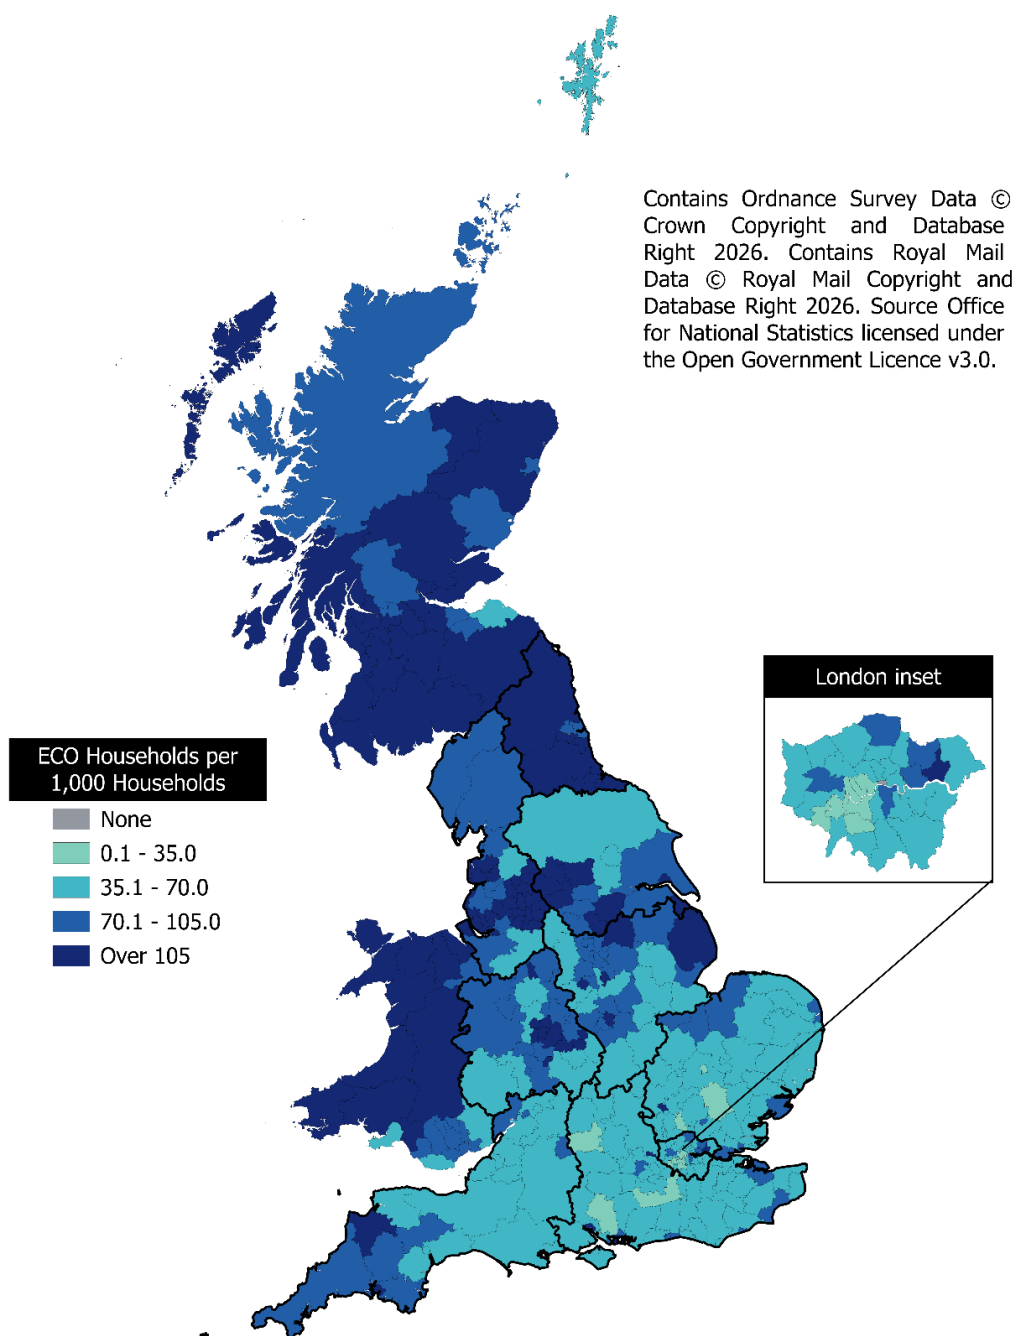 Contains Ordnance Survey Data ©
Crown Copyright and Database
Right 2026. Contains Royal Mail
Data © Royal Mail Copyright and
Database Right 2026. Source Office
for National Statistics licensed under
the Open Government Licence v3.0.
London inset
ECO Households per
1,000 Households
None
0.1 - 35.0
35.1 - 70.0
70.1 - 105.0
Over 105